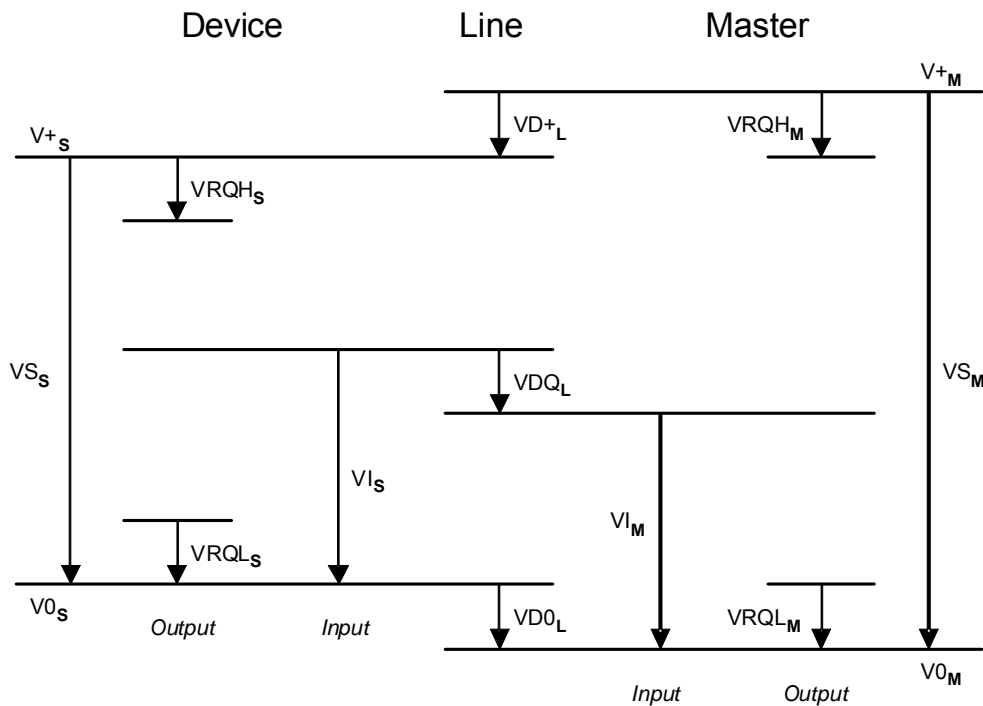 Device
Line
Master
V+M
VD+L
VRQHM
V+S
VRQHS
VSS
VDQL
VSM
VIS
VIM
VRQLS
V0S
Output
Input
VD0L
VRQLM
V0M
Input
Output